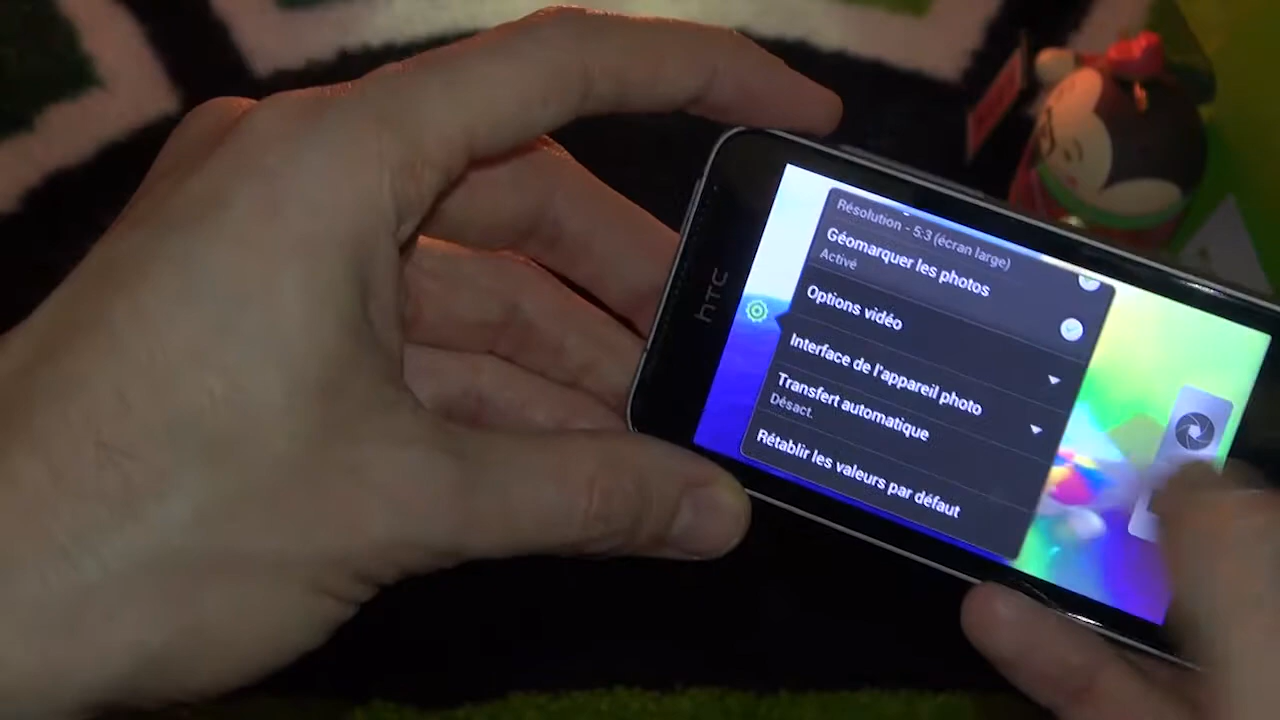 hTC
Résolution - 5:3 (écran large)
Géomarquer les photos
Activé
Options vidéo
Interface de l'appareil photo
Transfert automatique
Désact.
Rétablir les valeurs par défaut